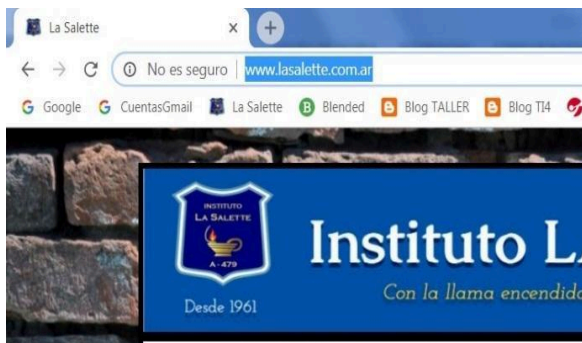 La Salette
No es seguro | www.lasalette.com.ar
Google CuentasGmail La Salette Blended Blog TALLER Blog TI4
INSTITUTO
LA SALETTE
A - 479
Desde 1961
Instituto L
Con la llama encendid